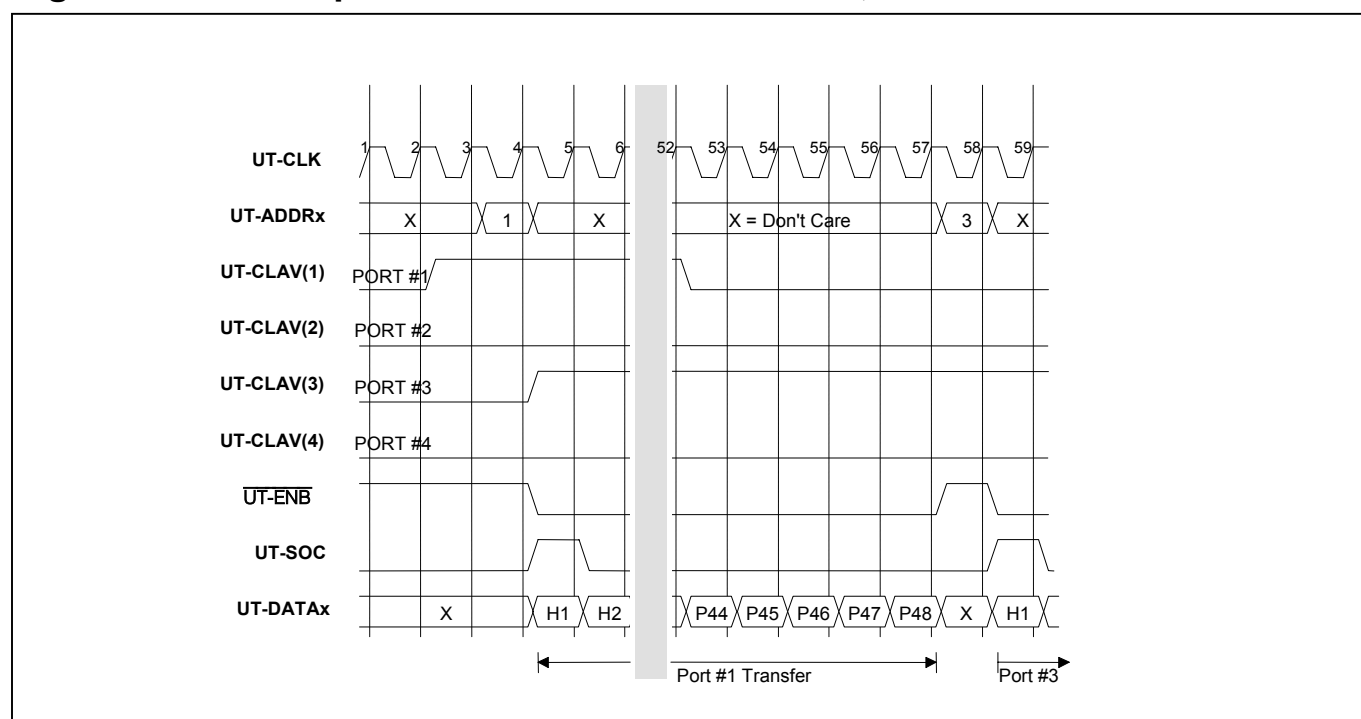 1 2 3 4 5 6 52 53 54 55 56 57 58 59
UT-CLK
UT-ADDRx X 1 X X = Don't Care 3 X
UT-CLAV(1) PORT #1
UT-CLAV(2) PORT #2
UT-CLAV(3) PORT #3
UT-CLAV(4) PORT #4
UT-ENB
UT-SOC
UT-DATAx X H1 H2 P44 P45 P46 P47 P48 X H1
Port #1 Transfer Port #3